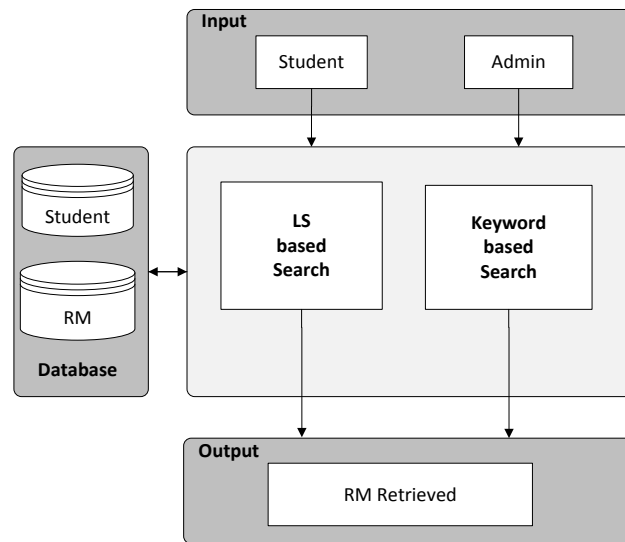 Input
Student
Admin
Student
RM
Database
LS
based
Search
Keyword
based
Search
Output
RM Retrieved